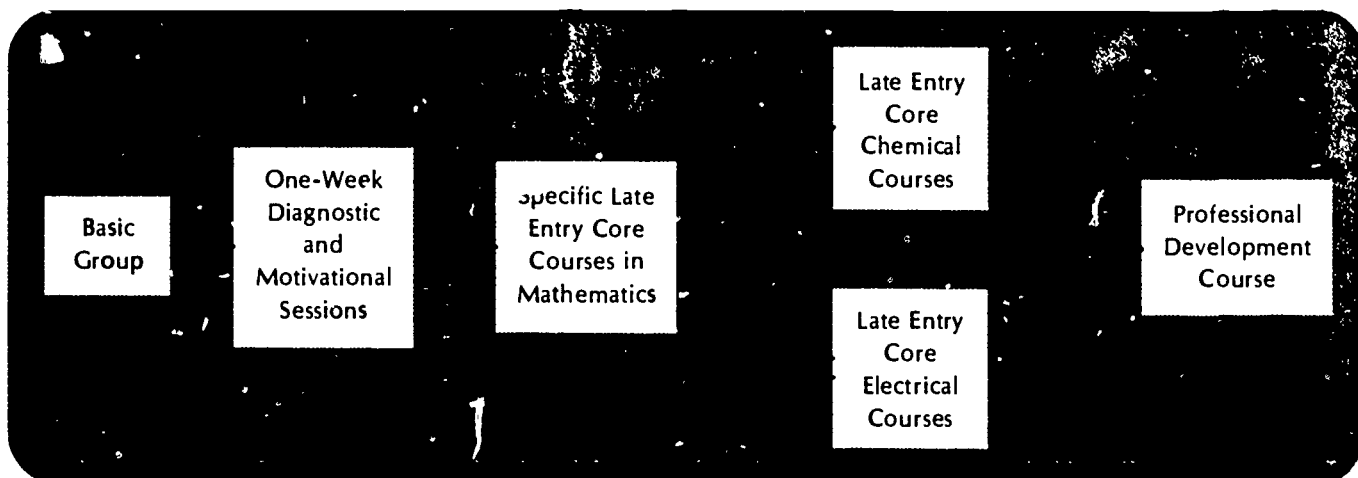 Basic
Group
One-Week
Diagnostic
and
Motivational
Sessions
Specific Late
Entry Core
Courses in
Mathematics
Late Entry
Core
Chemical
Courses
Late Entry
Core
Electrical
Courses
Professional
Development
Course